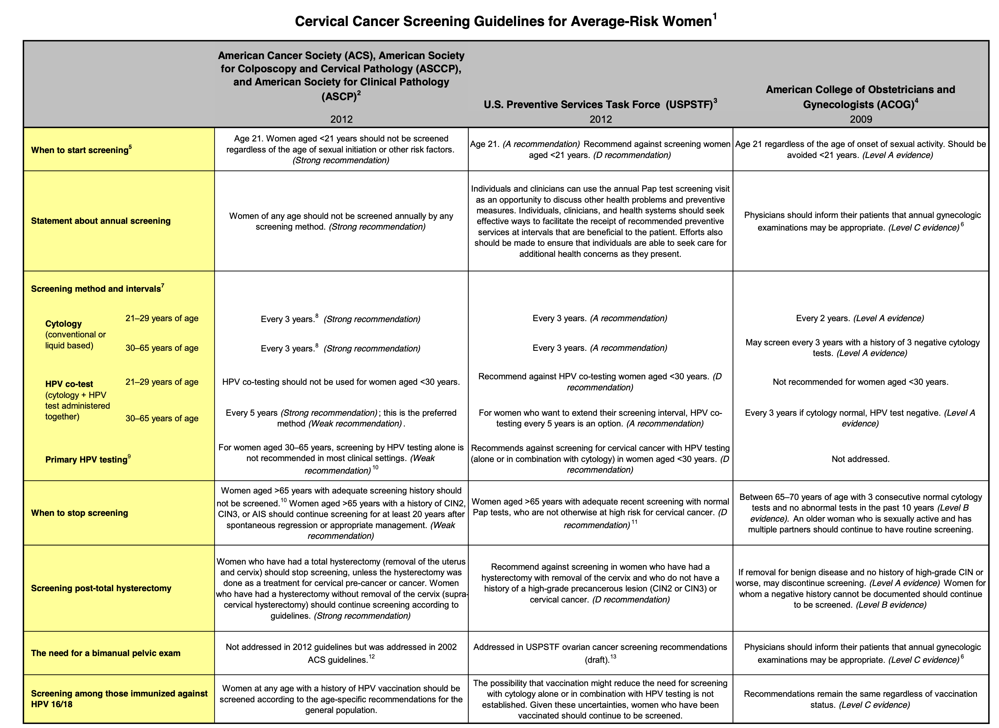 Cervical Cancer Screening Guidelines for Average-Risk Women1
American Cancer Society (ACS), American Society
for Colposcopy and Cervical Pathology (ASCCP),
and American Society for Clinical Pathology
(ASCP)2
2012
U.S. Preventive Services Task Force (USPSTF)3
2012
American College of Obstetricians and
Gynecologists (ACOG)4
2009
When to start screening5
Age 21. Women aged <21 years should not be screened
regardless of the age of sexual initiation or other risk factors.
(Strong recommendation)
Age 21. (A recommendation) Recommend against screening women
aged <21 years. (D recommendation)
Age 21 regardless of the age of onset of sexual activity. Should be
avoided <21 years. (Level A evidence)
Statement about annual screening
Women of any age should not be screened annually by any
screening method. (Strong recommendation)
Individuals and clinicians can use the annual Pap test screening visit
as an opportunity to discuss other health problems and preventive
measures. Individuals, clinicians, and health systems should seek
effective ways to facilitate the receipt of recommended preventive
services at intervals that are beneficial to the patient. Efforts also
should be made to ensure that individuals are able to seek care for
additional health concerns as they present.
Physicians should inform their patients that annual gynecologic
examinations may be appropriate. (Level C evidence) 6
Screening method and intervals7
Cytology
(conventional or
liquid based)
21–29 years of age
Every 3 years.8 (Strong recommendation)
Every 3 years. (A recommendation)
Every 2 years. (Level A evidence)
30–65 years of age
Every 3 years.8 (Strong recommendation)
Every 3 years. (A recommendation)
May screen every 3 years with a history of 3 negative cytology
tests. (Level A evidence)
HPV co-test
(cytology + HPV
test administered
together)
21–29 years of age
HPV co-testing should not be used for women aged <30 years.
Recommend against HPV co-testing women aged <30 years. (D
recommendation)
Not recommended for women aged <30 years.
30–65 years of age
Every 5 years (Strong recommendation) ; this is the preferred
method (Weak recommendation) .
For women who want to extend their screening interval, HPV co-
testing every 5 years is an option. (A recommendation)
Every 3 years if cytology normal, HPV test negative. (Level A
evidence)
Primary HPV testing9
For women aged 30–65 years, screening by HPV testing alone is
not recommended in most clinical settings. (Weak
recommendation) 10
Recommends against screening for cervical cancer with HPV testing
(alone or in combination with cytology) in women aged <30 years. (D
recommendation)
Not addressed.
When to stop screening
Women aged >65 years with adequate screening history should
not be screened.10 Women aged >65 years with a history of CIN2,
CIN3, or AIS should continue screening for at least 20 years after
spontaneous regression or appropriate management. (Weak
recommendation)
Women aged >65 years with adequate recent screening with normal
Pap tests, who are not otherwise at high risk for cervical cancer. (D
recommendation) 11
Between 65–70 years of age with 3 consecutive normal cytology
tests and no abnormal tests in the past 10 years (Level B
evidence). An older woman who is sexually active and has
multiple partners should continue to have routine screening.
Screening post-total hysterectomy
Women who have had a total hysterectomy (removal of the uterus
and cervix) should stop screening, unless the hysterectomy was
done as a treatment for cervical pre-cancer or cancer. Women
who have had a hysterectomy without removal of the cervix (supra-
cervical hysterectomy) should continue screening according to
guidelines. (Strong recommendation)
Recommend against screening in women who have had a
hysterectomy with removal of the cervix and who do not have a
history of a high-grade precancerous lesion (CIN2 or CIN3) or
cervical cancer. (D recommendation)
If removal for benign disease and no history of high-grade CIN or
worse, may discontinue screening. (Level A evidence) Women for
whom a negative history cannot be documented should continue
to be screened. (Level B evidence)
The need for a bimanual pelvic exam
Not addressed in 2012 guidelines but was addressed in 2002
ACS guidelines.12
Addressed in USPSTF ovarian cancer screening recommendations
(draft).13
Physicians should inform their patients that annual gynecologic
examinations may be appropriate. (Level C evidence) 6
Screening among those immunized against
HPV 16/18
Women at any age with a history of HPV vaccination should be
screened according to the age-specific recommendations for the
general population.
The possibility that vaccination might reduce the need for screening
with cytology alone or in combination with HPV testing is not
established. Given these uncertainties, women who have been
vaccinated should continue to be screened.
Recommendations remain the same regardless of vaccination
status. (Level C evidence)